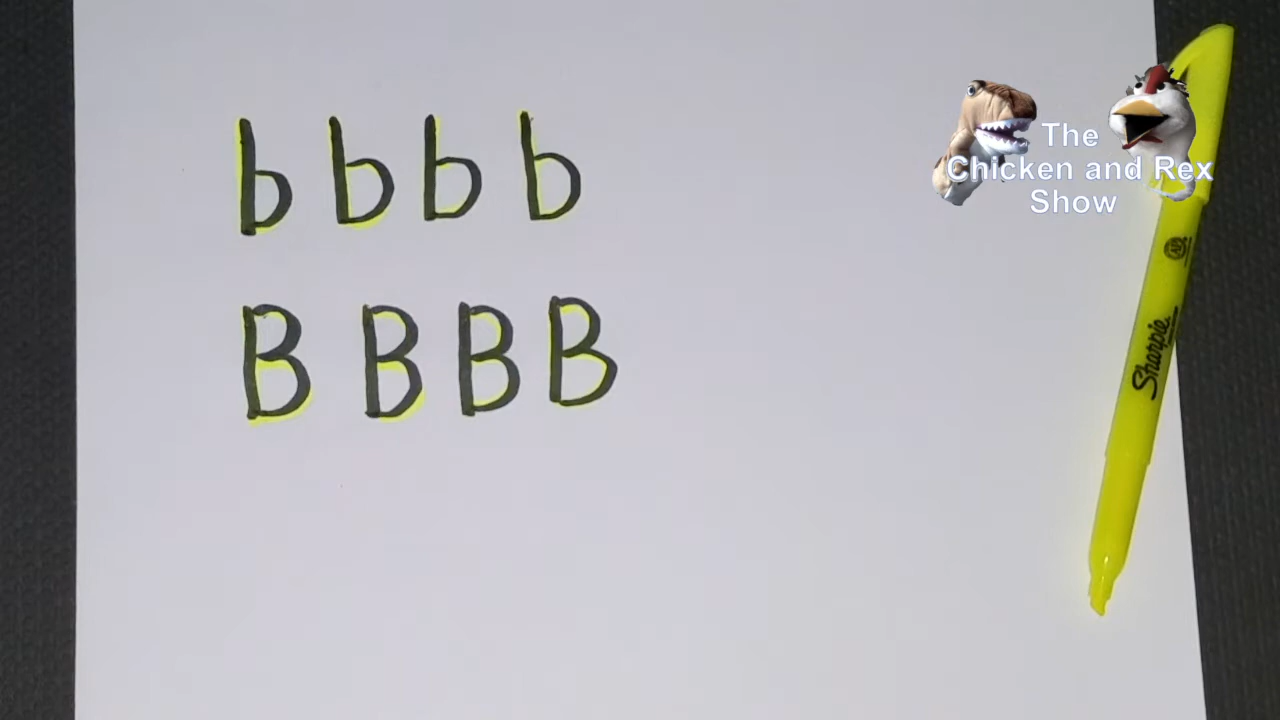 b b b b
B B B B
The
Chicken and Rex
Show
Sharpie